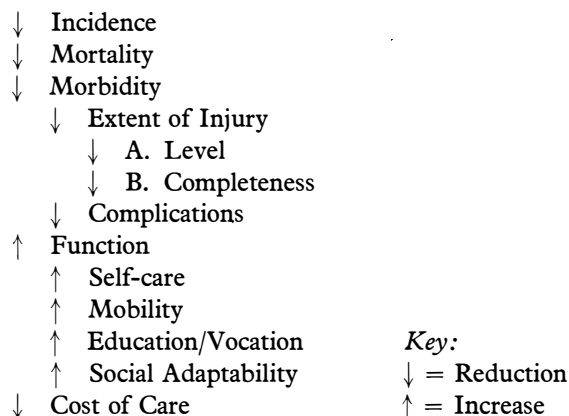 ↓ Incidence
↓ Mortality
↓ Morbidity
↓ Extent of Injury
↓ A. Level
↓ B. Completeness
↓ Complications
↑ Function
↑ Self-care
↑ Mobility
↑ Education/Vocation
↑ Social Adaptability
↓ Cost of Care
Key:
↓ = Reduction
↑ = Increase